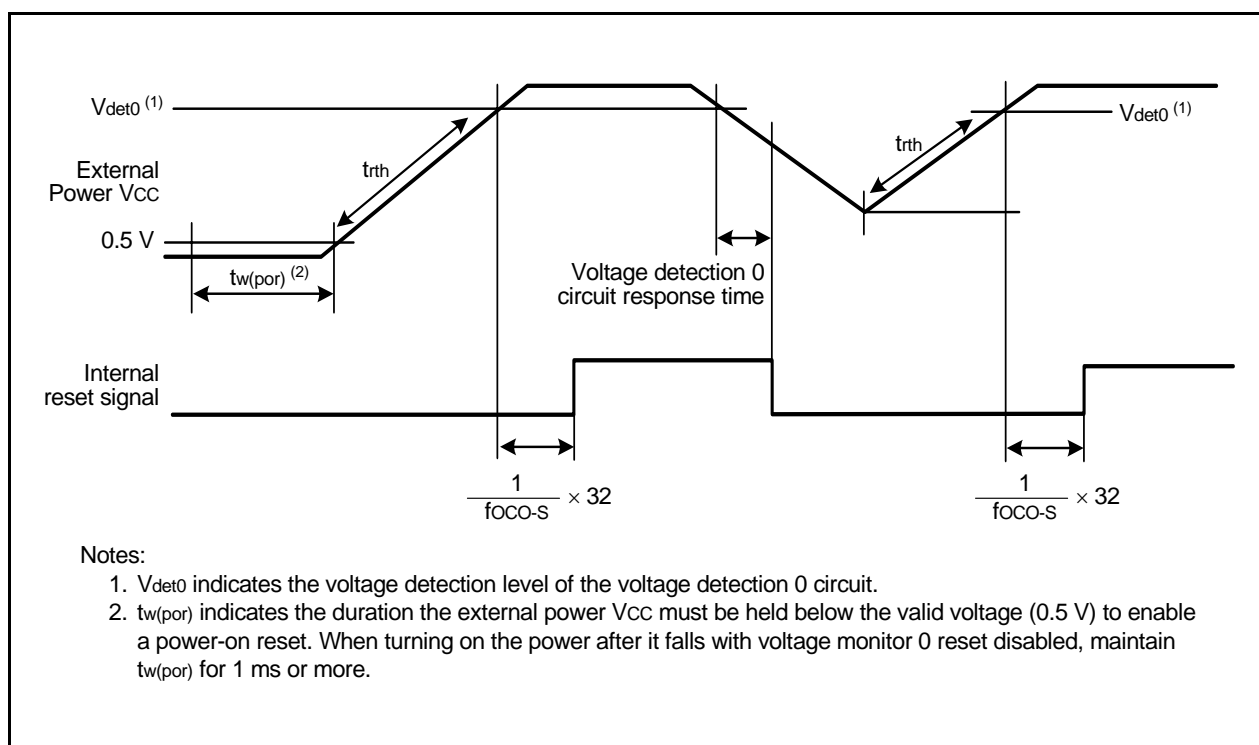 Vdet0 (1)
External
Power VCC
0.5 V
tw(por) (2)
trth
trth
Vdet0 (1)
Voltage detection 0
circuit response time
Internal
reset signal
1
fOCO-S
× 32
1
fOCO-S
× 32
Notes:
1. Vdet0 indicates the voltage detection level of the voltage detection 0 circuit.
2. tw(por) indicates the duration the external power VCC must be held below the valid voltage (0.5 V) to enable
a power-on reset. When turning on the power after it falls with voltage monitor 0 reset disabled, maintain
tw(por) for 1 ms or more.